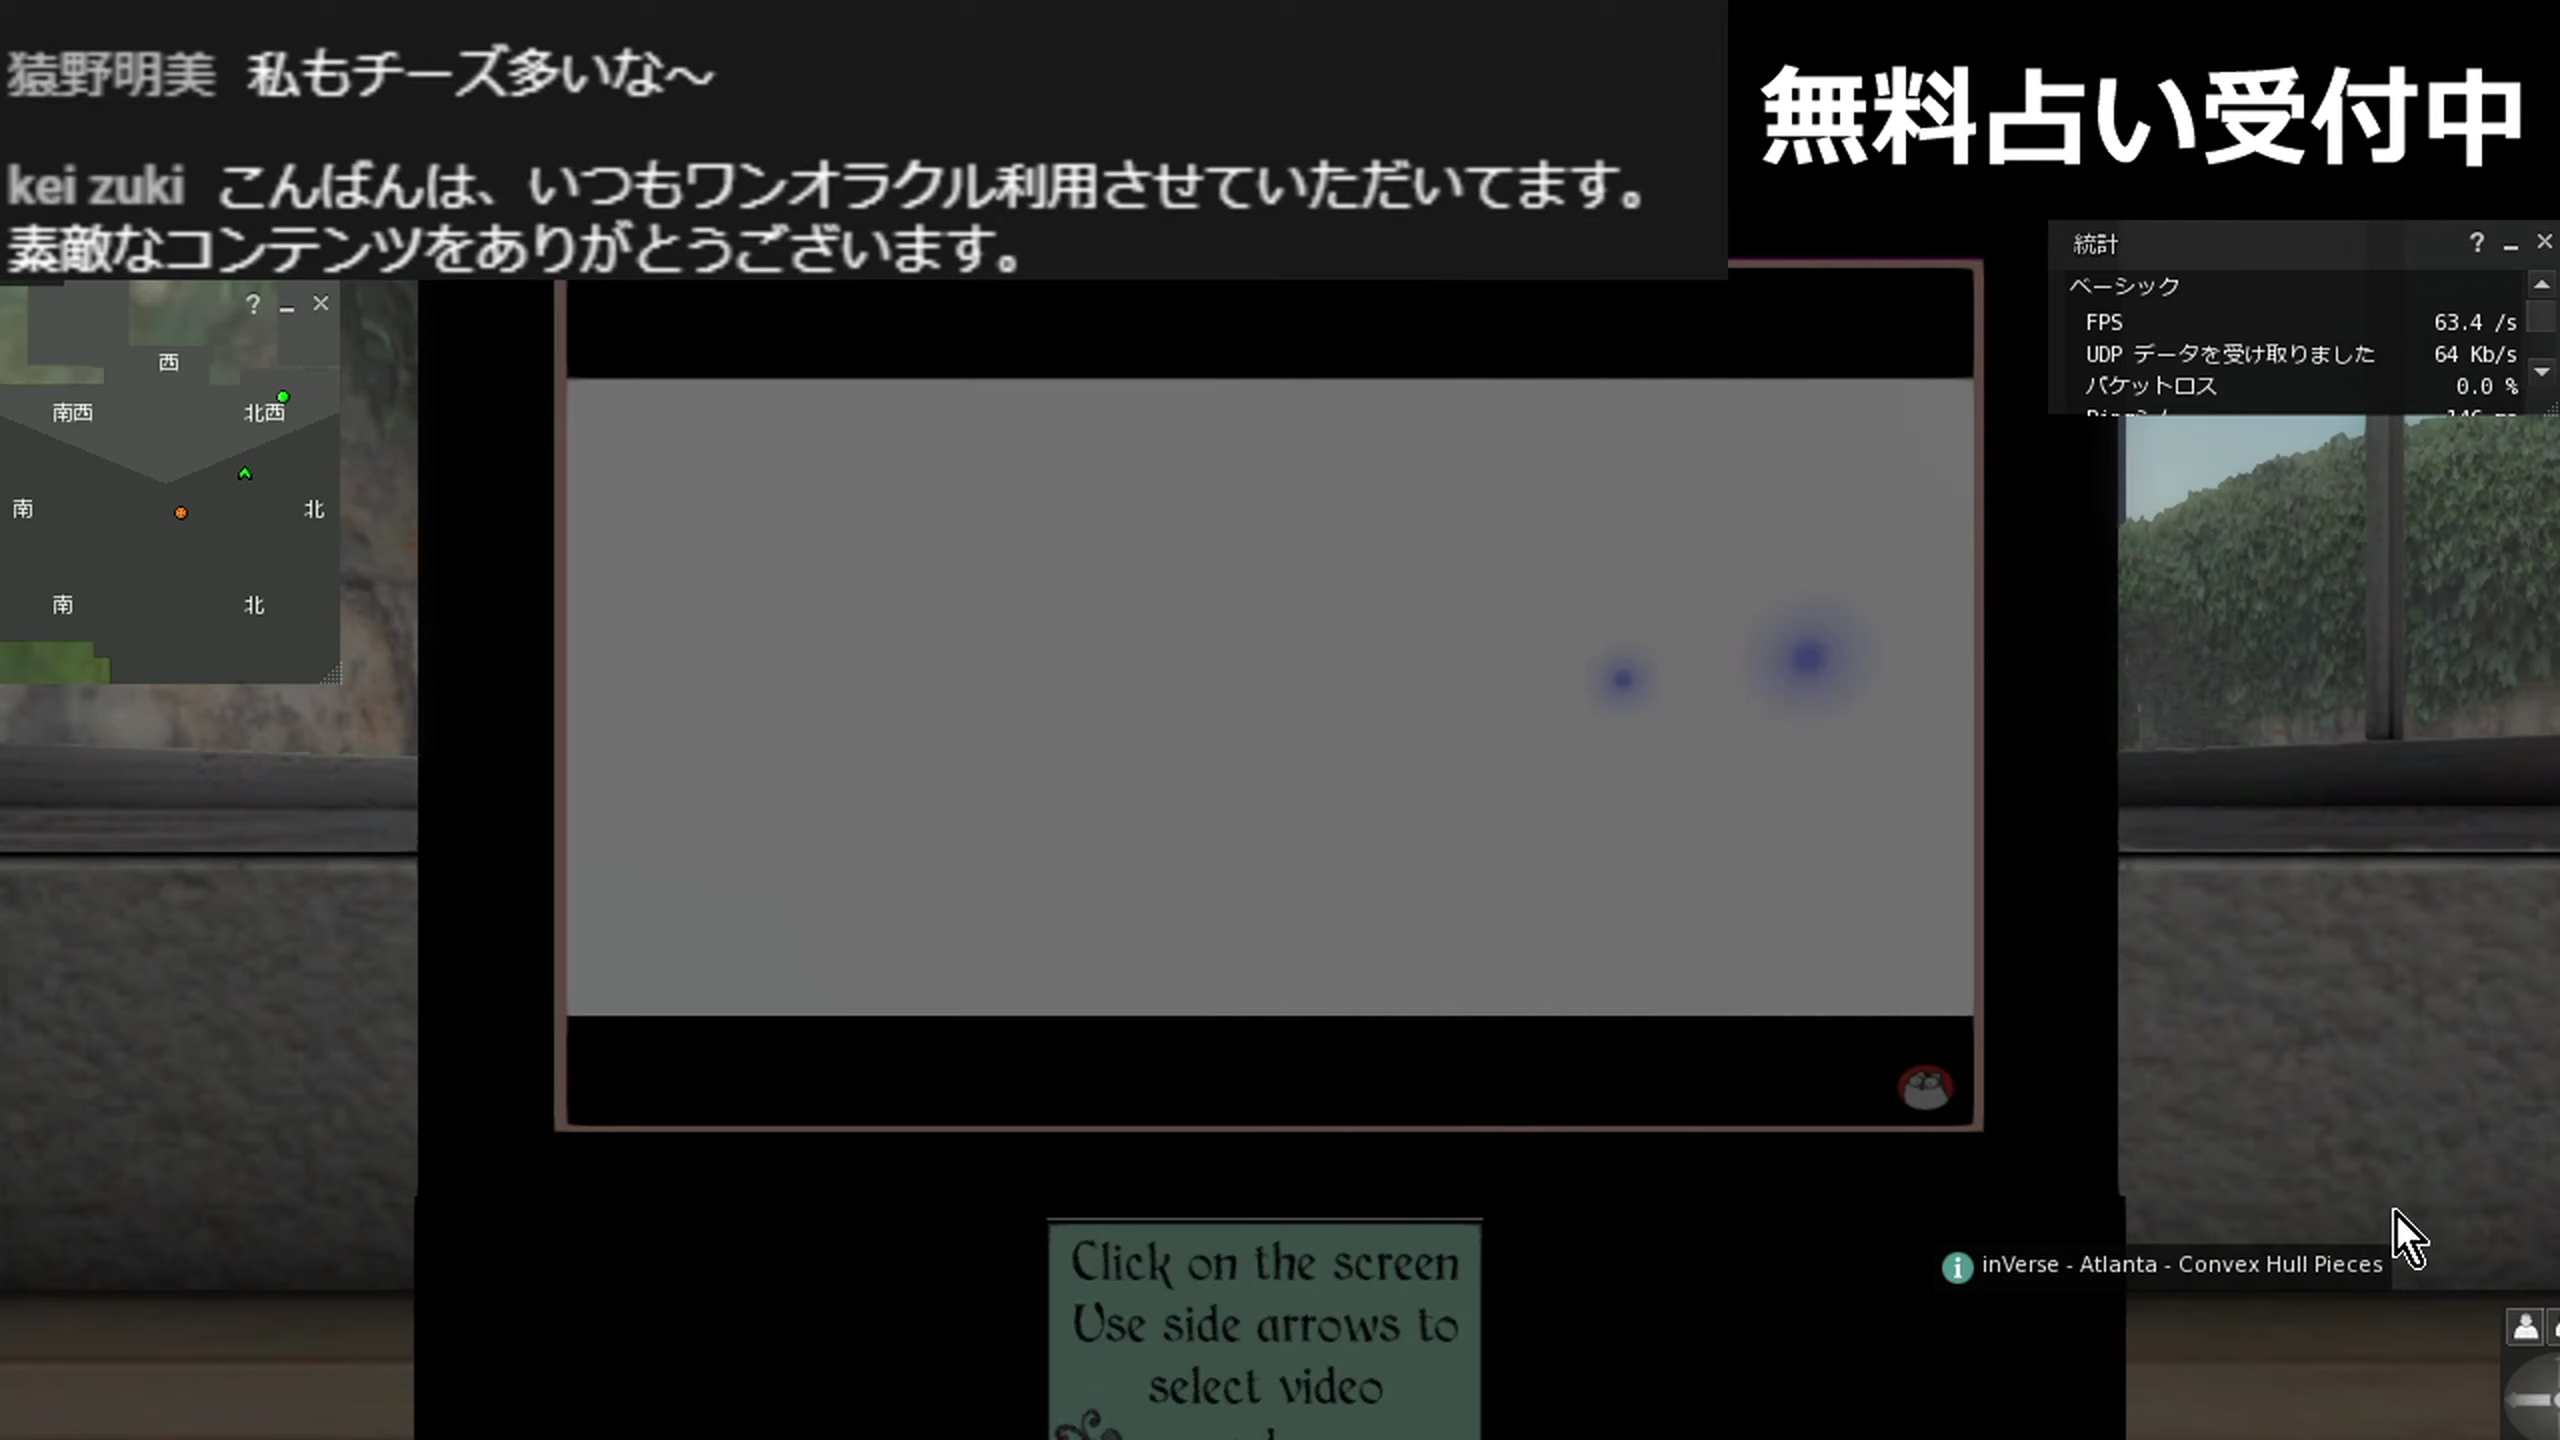 猿野明美 私もチーズ多いな～
kei zuki こんばんは、いつもワンオラクル利用させていただいてます。
素敵なコンテンツをありがとうございます。
無料占い受付中
統計
ベーシック
FPS 63.4 /s
UDP データを受け取りました 64 Kb/s
パケットロス 0.0 %
西
南西 北西
南 北
南 北
Click on the screen
Use side arrows to
select video
inVerse - Atlanta - Convex Hull Pieces